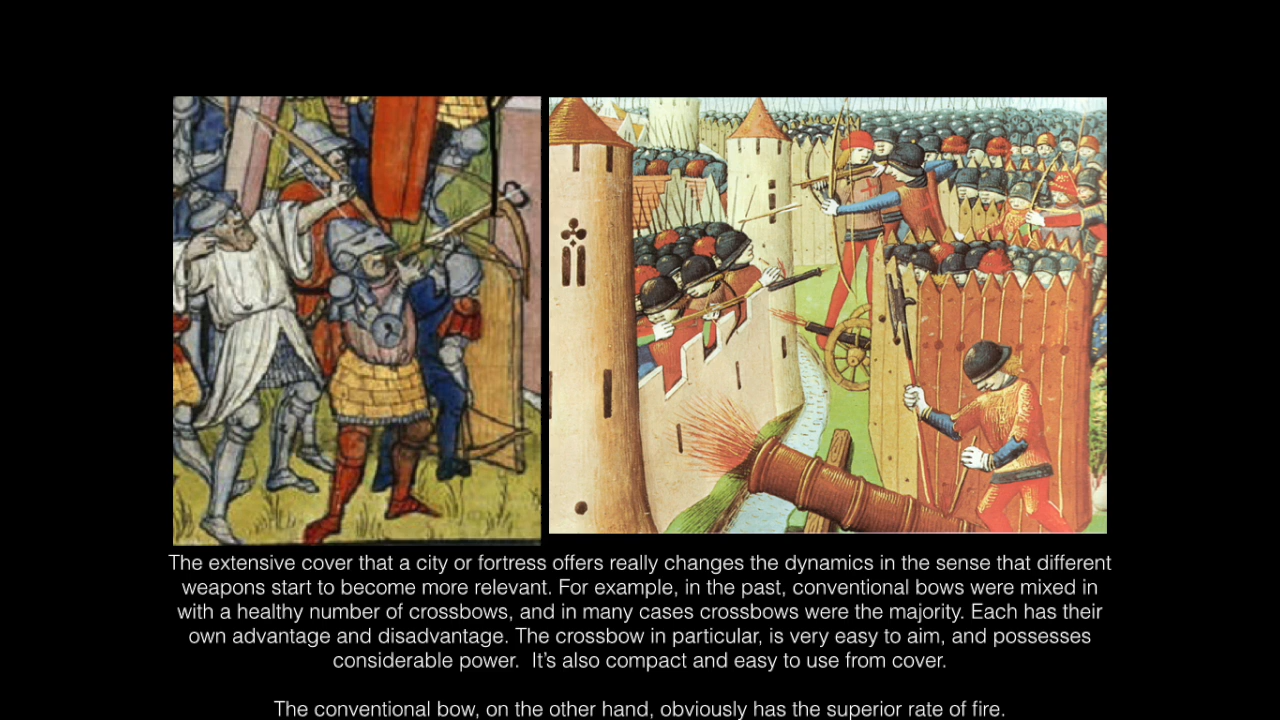 The extensive cover that a city or fortress offers really changes the dynamics in the sense that different
weapons start to become more relevant. For example, in the past, conventional bows were mixed in
with a healthy number of crossbows, and in many cases crossbows were the majority. Each has their
own advantage and disadvantage. The crossbow in particular, is very easy to aim, and possesses
considerable power.  It's also compact and easy to use from cover.
The conventional bow, on the other hand, obviously has the superior rate of fire.